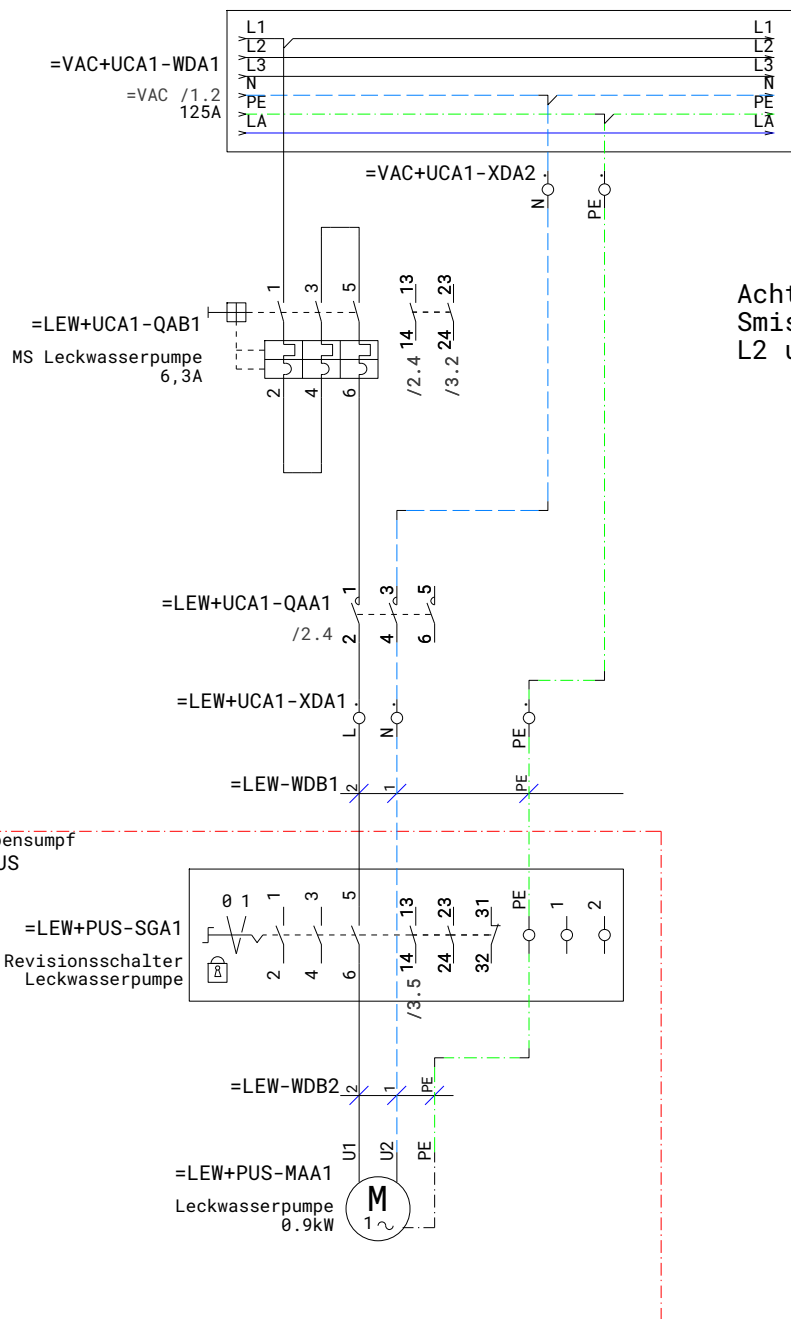 L1 L1
L2 L2
L3 L3
N N
PE PE
LA LA
=VAC+UCA1-WDA1
=VAC /1.2
125A
=VAC+UCA1-XDA2
N PE
=LEW+UCA1-QAB1
MS Leckwasserpumpe
6,3A
1 3 5 13 23
2 4 6 14 24
/2.4 /3.2
Acht
Smis
L2 u
=LEW+UCA1-QAA1
/2.4
1 3 5
2 4 6
=LEW+UCA1-XDA1
L N PE
=LEW-WDB1
2 1 PE
pensumpf
US
=LEW+PUS-SGA1
Revisionsschalter
Leckwasserpumpe
0 1
1 3 5 13 23 31 PE 1 2
2 4 6 14 24 32
/3.5
=LEW-WDB2
2 1 PE
U1 U2 PE
=LEW+PUS-MAA1
Leckwasserpumpe
0.9kW
M
1~